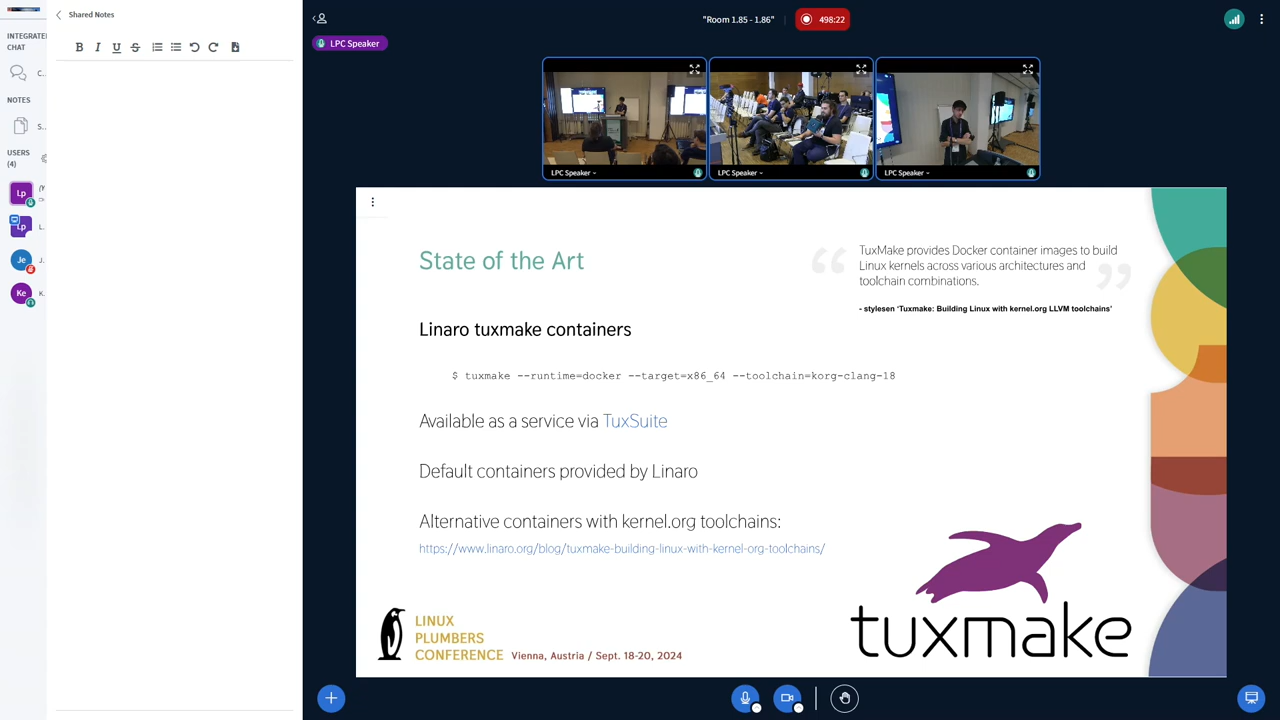 Shared Notes
INTEGRATE
CHAT
C...
NOTES
S...
USERS
(4)
Lp
Lp
L.
Je
J.
Ke
K.
"Room 1.85 - 1.86"
498:22
LPC Speaker
LPC Speaker
LPC Speaker
LPC Speaker
State of the Art
TuxMake provides Docker container images to build
Linux kernels across various architectures and
toolchain combinations.
- stylesen ‘Tuxmake: Building Linux with kernel.org LLVM toolchains’
Linaro tuxmake containers
$ tuxmake --runtime=docker --target=x86_64 --toolchain=korg-clang-18
Available as a service via TuxSuite
Default containers provided by Linaro
Alternative containers with kernel.org toolchains:
https://www.linaro.org/blog/tuxmake-building-linux-with-kernel-org-toolchains/
LINUX
PLUMBERS
CONFERENCE Vienna, Austria / Sept. 18-20, 2024
tuxmake